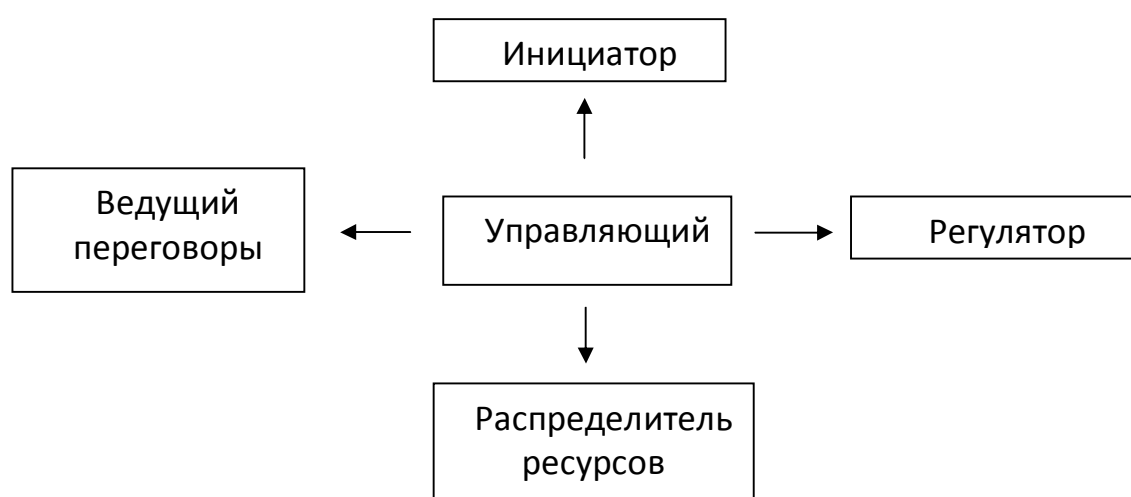 Инициатор
Ведущий
переговоры
Управляющий
Регулятор
Распределитель
ресурсов